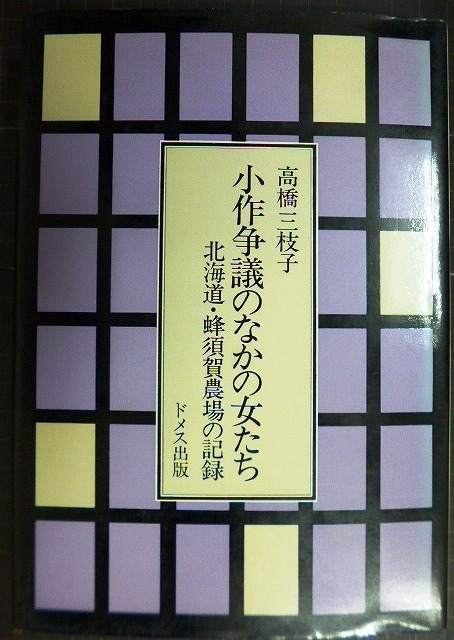 高橋三枝子
小作争議のなかの女たち
北海道・蜂須賀農場の記録
ドメス出版